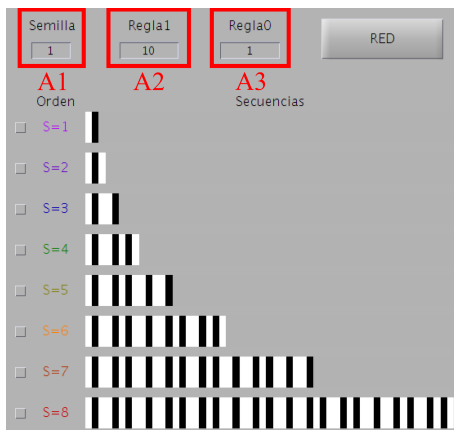 Semilla Regla1 Regla0
RED
1 10 1
A1 A2 A3
Orden Secuencias
S=1
S=2
S=3
S=4
S=5
S=6
S=7
S=8